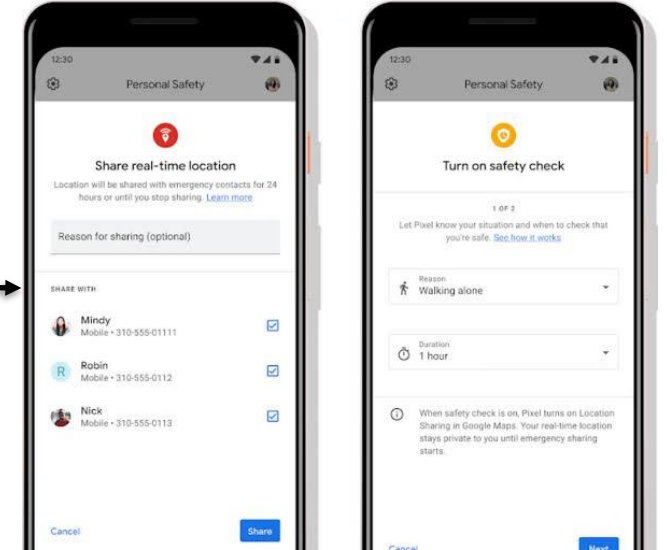 12:30
Personal Safety
Share real-time location
Location will be shared with emergency contacts for 24
hours or until you stop sharing. Learn more
Reason for sharing (optional)
SHARE WITH
Mindy
Mobile • 310-555-01111
R
Robin
Mobile • 310-555-0112
Nick
Mobile • 310-555-0113
Cancel
Share
12:30
Personal Safety
Turn on safety check
1 OF 2
Let Pixel know your situation and when to check that
you're safe. See how it works
Reason
Walking alone
Duration
1 hour
When safety check is on, Pixel turns on Location
Sharing in Google Maps. Your real-time location
stays private to you until emergency sharing
starts.
Cancel
Next